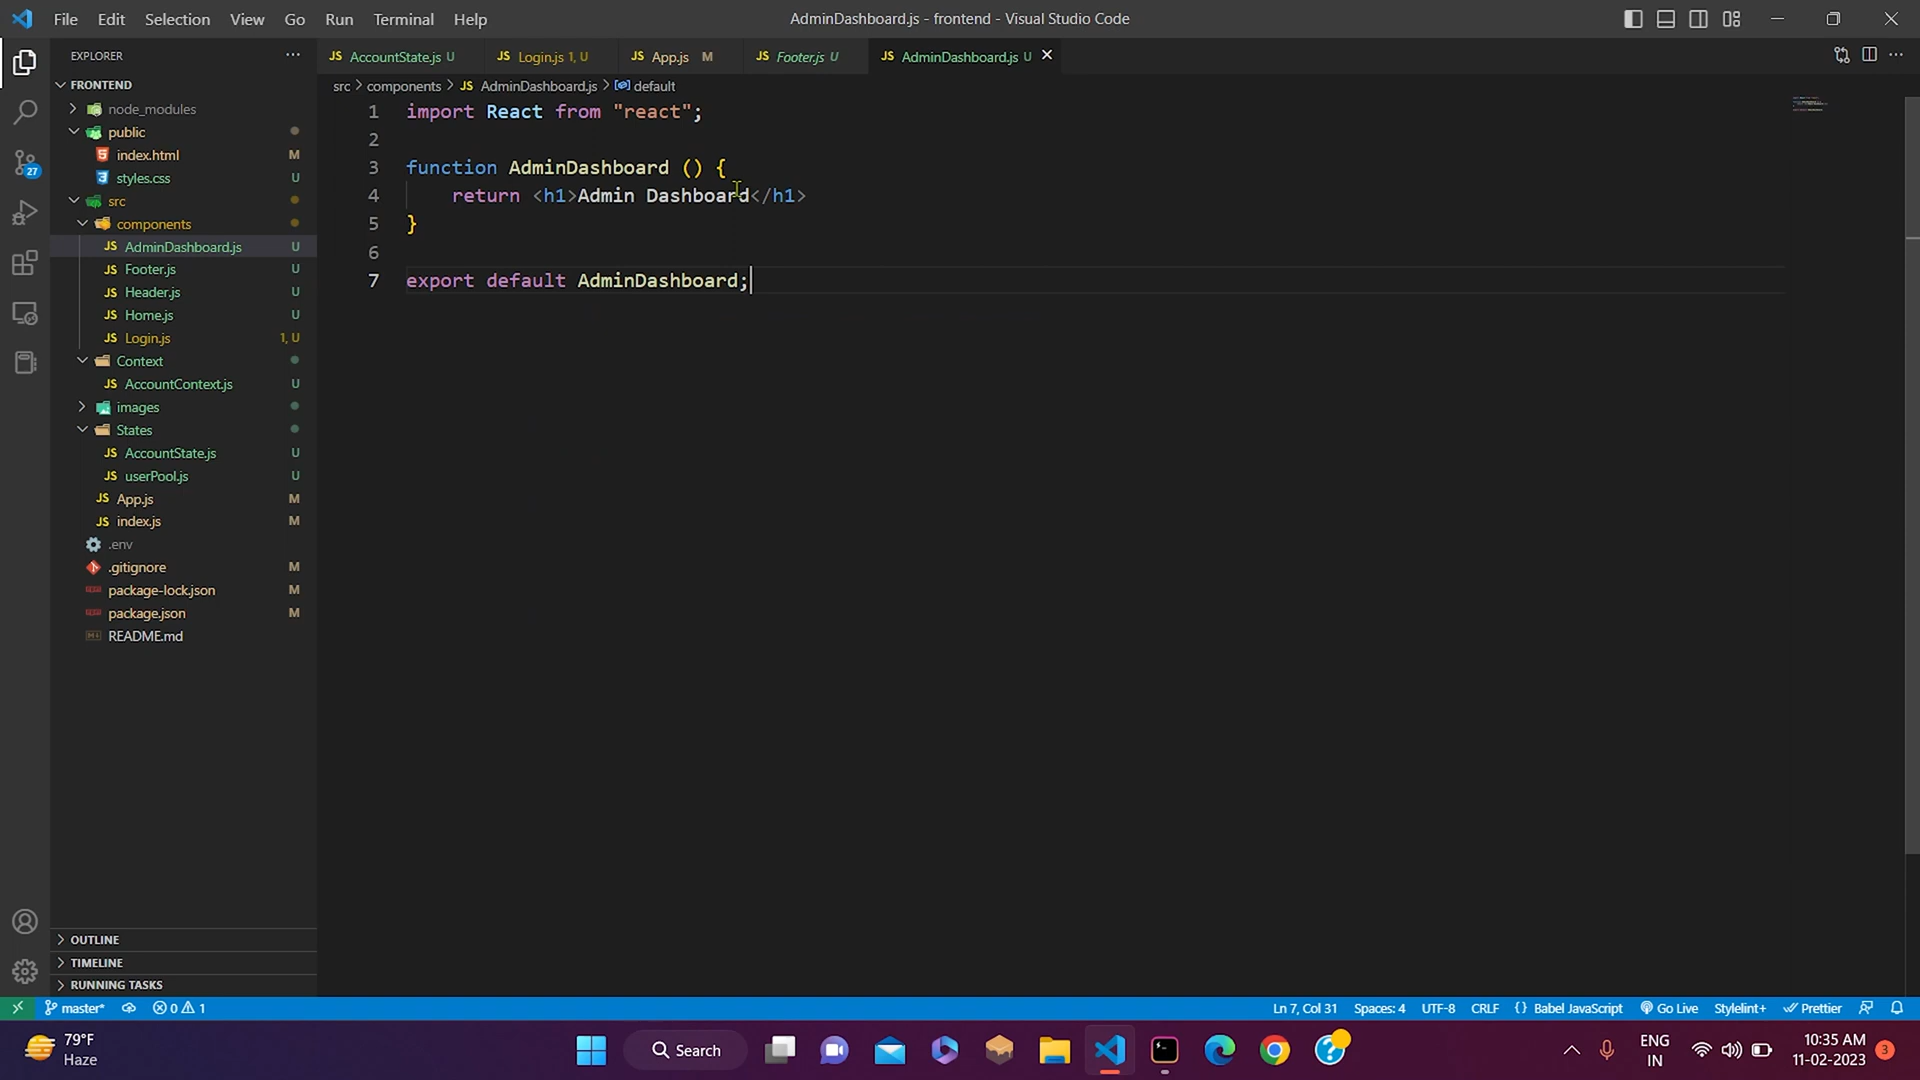 File Edit Selection View Go Run Terminal Help
AdminDashboard.js - frontend - Visual Studio Code
EXPLORER
FRONTEND
node_modules
public
index.html M
styles.css U
src
components
AdminDashboard.js U
Footer.js U
Header.js U
Home.js U
Login.js 1, U
Context
AccountContext.js U
images
States
AccountState.js U
userPool.js U
App.js M
index.js M
.env
.gitignore M
package-lock.json M
package.json M
README.md
OUTLINE
TIMELINE
RUNNING TASKS
27
JS AccountState.js U JS Login.js 1, U JS App.js M JS Footer.js U JS AdminDashboard.js U
src > components > JS AdminDashboard.js > default
1 import React from "react";
2
3 function AdminDashboard () {
4 return <h1>Admin Dashboard</h1>
5 }
6
7 export default AdminDashboard;
master* 0 1 Ln 7, Col 31 Spaces: 4 UTF-8 CRLF {} Babel JavaScript Go Live Stylelint+ Prettier
79°F
Haze
Search
ENG
IN
10:35 AM
11-02-2023
3